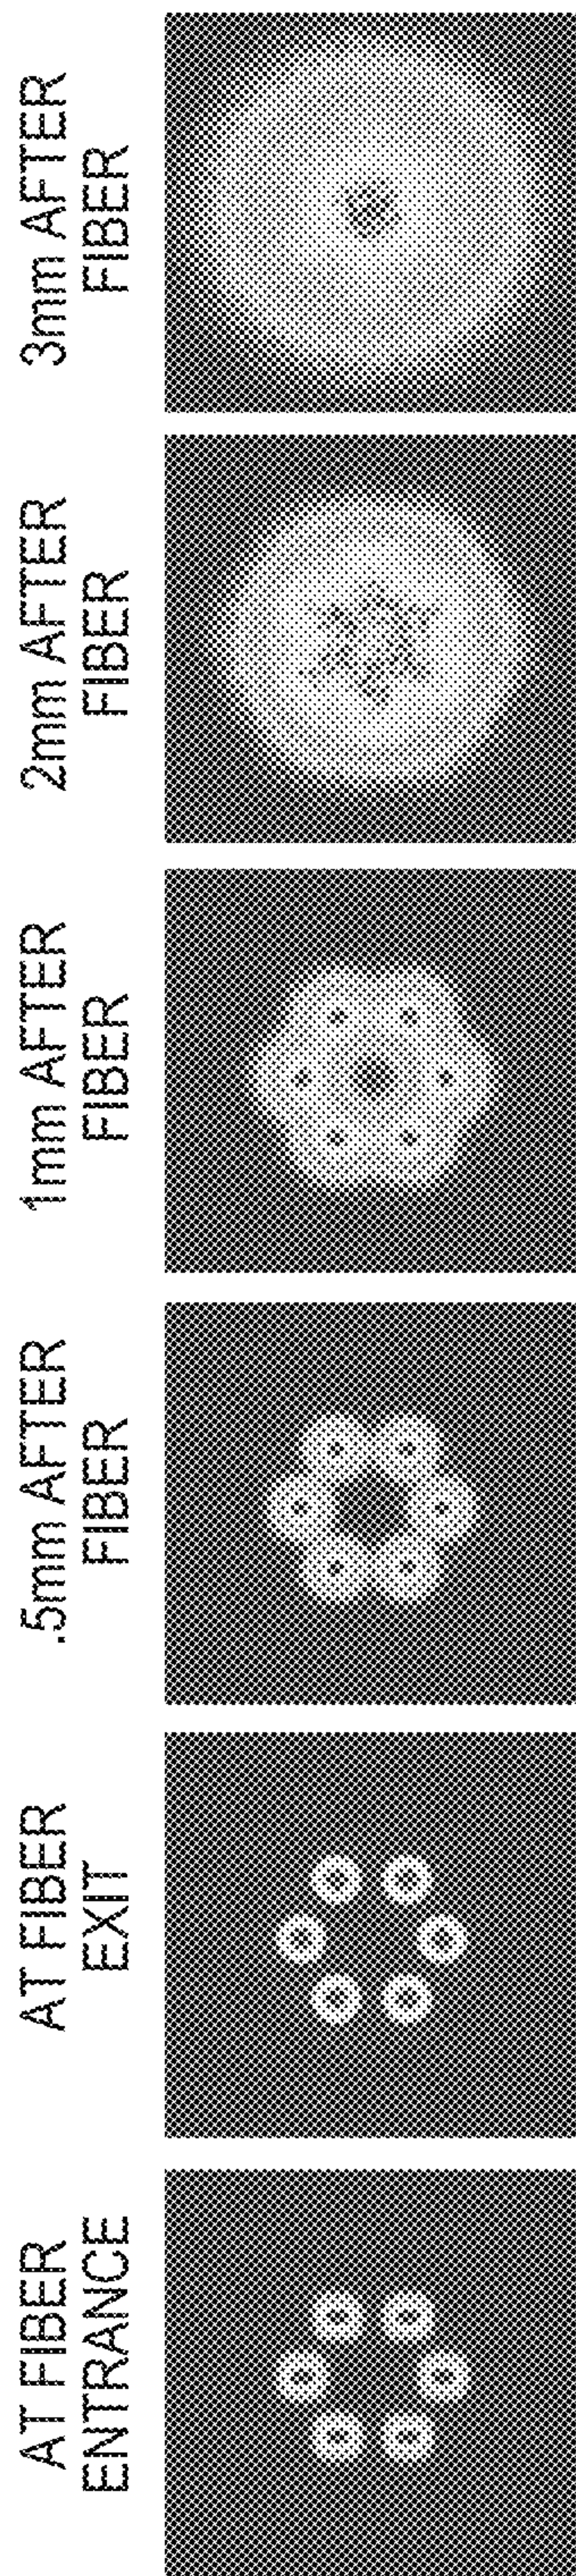 AT FIBER
ENTRANCE
AT FIBER
EXIT
.5mm AFTER
FIBER
1mm AFTER
FIBER
2mm AFTER
FIBER
3mm AFTER
FIBER